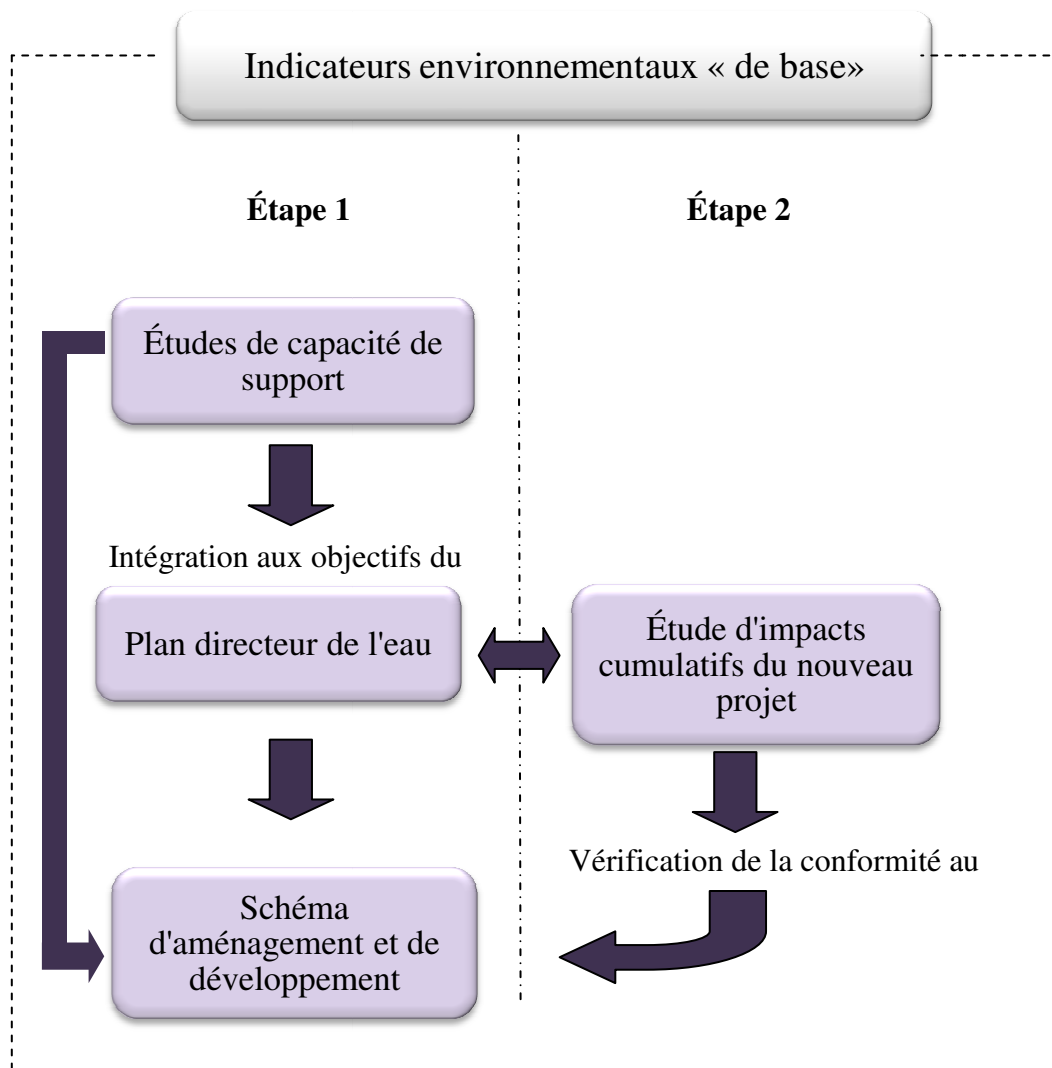 Indicateurs environnementaux « de base»
Étape 1
Étape 2
Études de capacité de
support
Intégration aux objectifs du
Plan directeur de l'eau
Étude d'impacts
cumulatifs du nouveau
projet
Vérification de la conformité au
Schéma
d'aménagement et de
développement